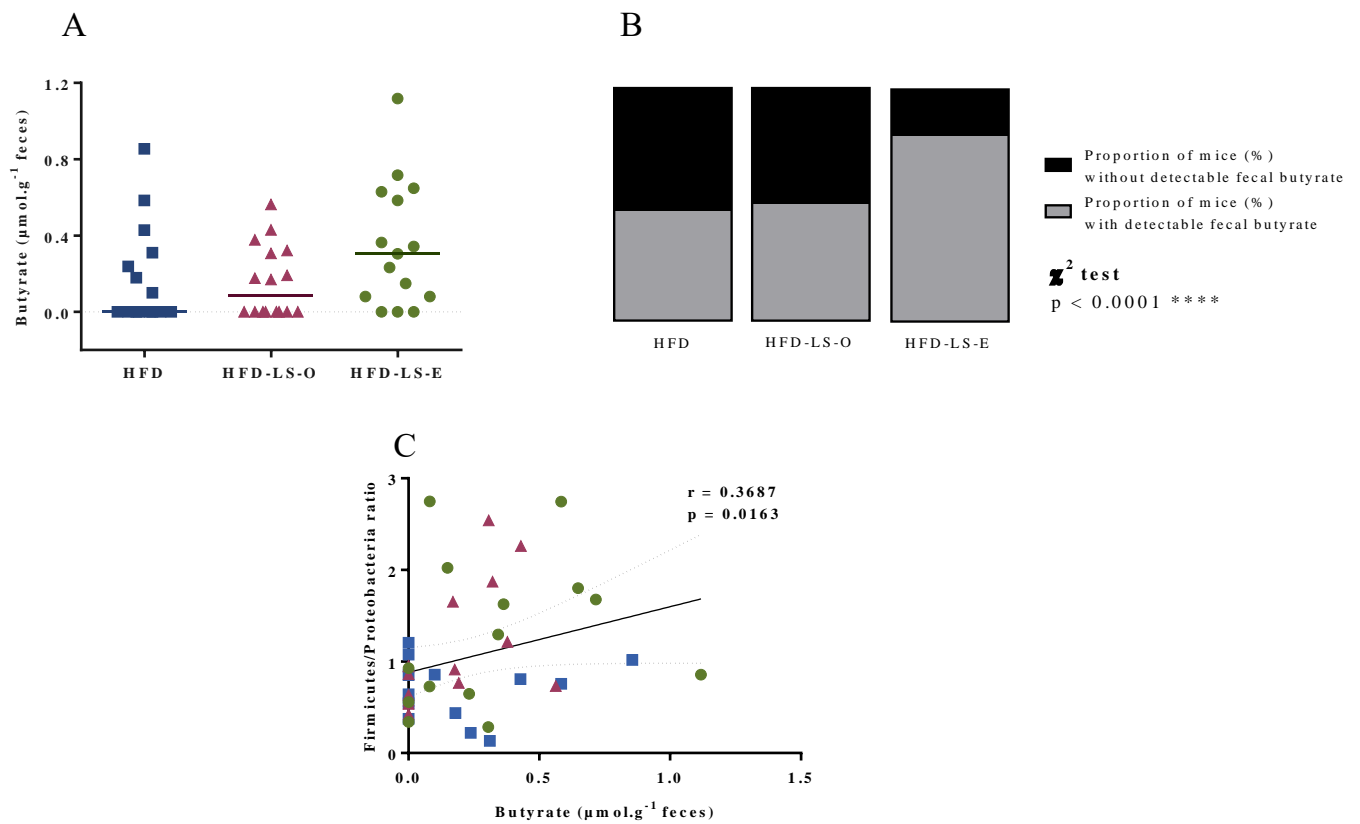 A
Butyrate (µmol.g⁻¹ feces)
1.2
0.8
0.4
0.0
HFD
HFD-LS-O
HFD-LS-E
B
HFD
HFD-LS-O
HFD-LS-E
Proportion of mice (%)
without detectable fecal butyrate
Proportion of mice (%)
with detectable fecal butyrate
χ² test
p < 0.0001 ****
C
Firmicutes/Proteobacteria ratio
3
2
1
0
r = 0.3687
p = 0.0163
0.0
0.5
1.0
1.5
Butyrate (µmol.g⁻¹ feces)